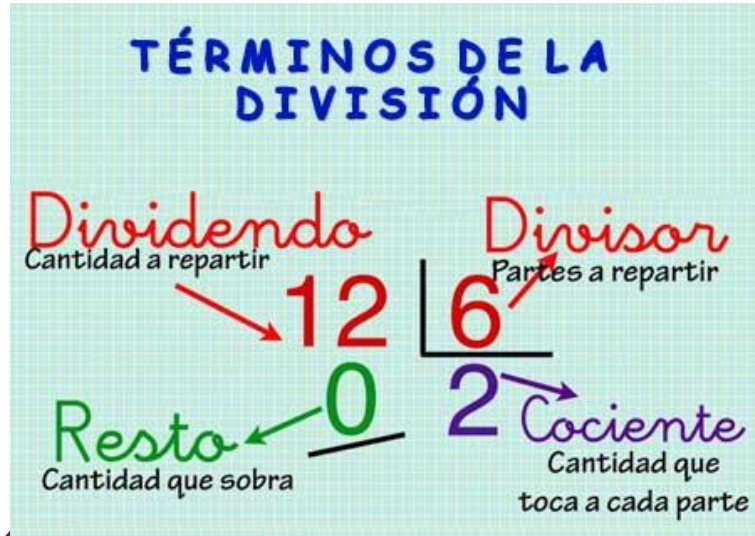 TÉRMINOS DE LA
DIVISIÓN
Dividendo
Cantidad a repartir
Divisor
Partes a repartir
12 6
0 2
Resto
Cantidad que sobra
Cociente
Cantidad que
toca a cada parte